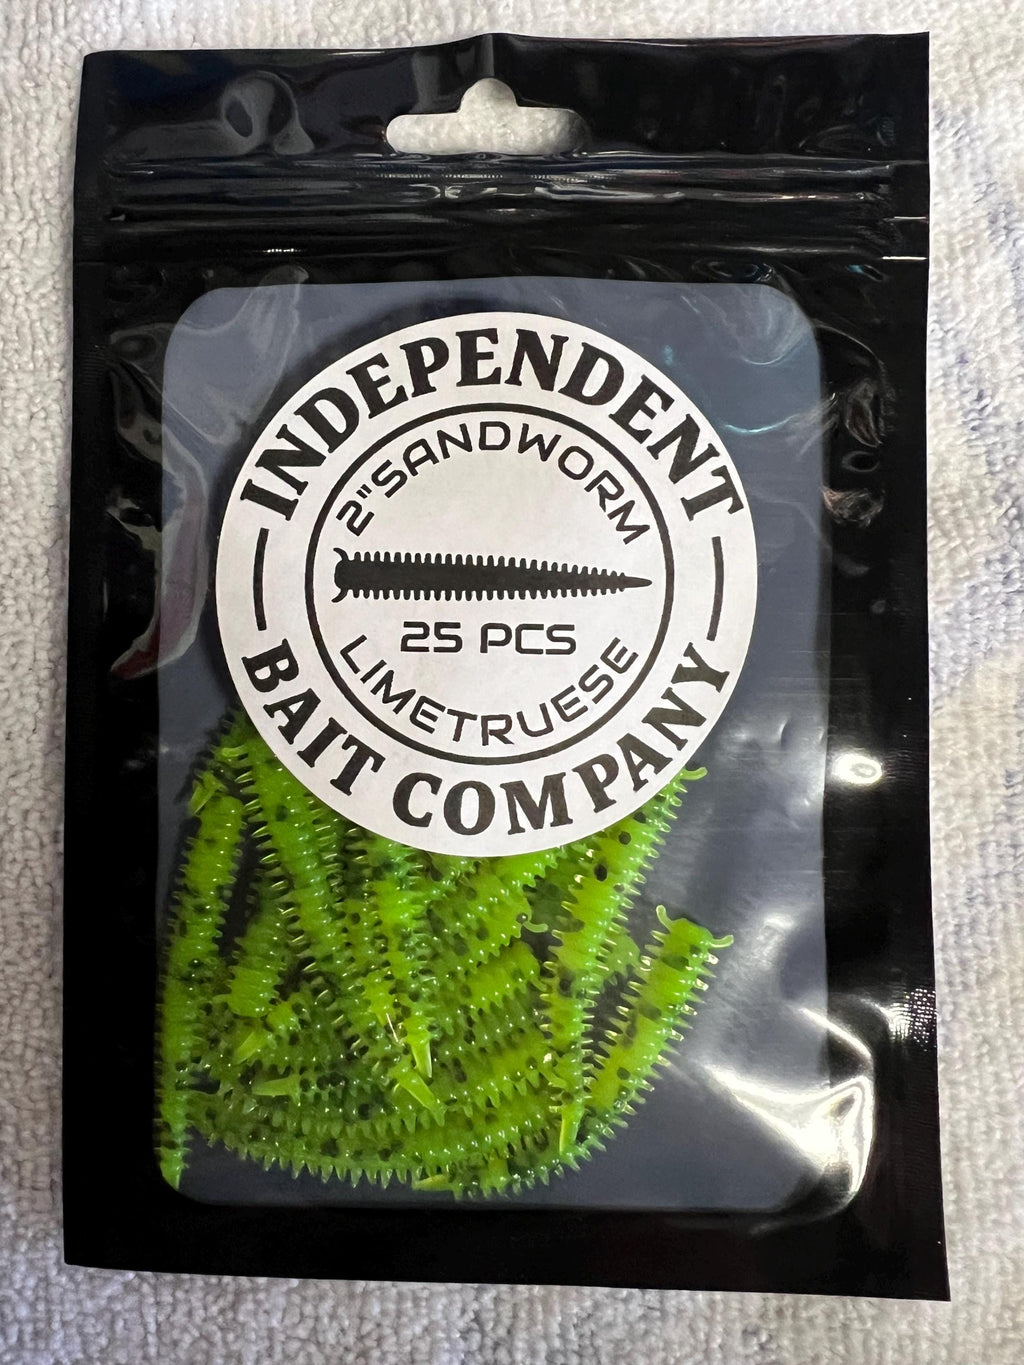 INDEPENDENT
2"SANDWORM
25 PCS
LIMETRUESE
BAIT COMPANY